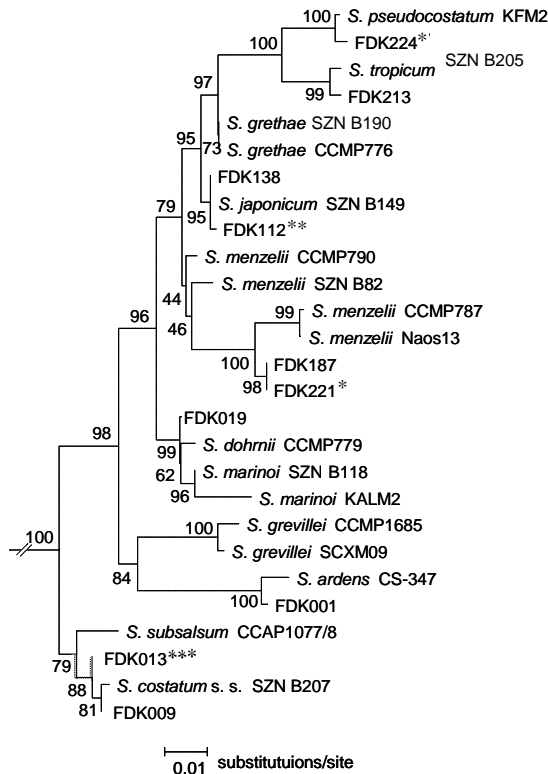 100 S. pseudocostatum KFM2
100 FDK224*'
S. tropicum SZN B205
99 FDK213
97
S. grethae SZN B190
95 73 S. grethae CCMP776
FDK138
79 95 S. japonicum SZN B149
FDK112**
S. menzelii CCMP790
44 S. menzelii SZN B82
96 46 99 S. menzelii CCMP787
S. menzelii Naos13
100 FDK187
98 FDK221*
FDK019
98 99 S. dohrnii CCMP779
62 S. marinoi SZN B118
96 S. marinoi KALM2
100 S. grevillei CCMP1685
100 S. grevillei SCXM09
84 S. ardens CS-347
100 FDK001
S. subsalsum CCAP1077/8
79 FDK013***
88 S. costatum s. s. SZN B207
81 FDK009
0.01 substitutuions/site